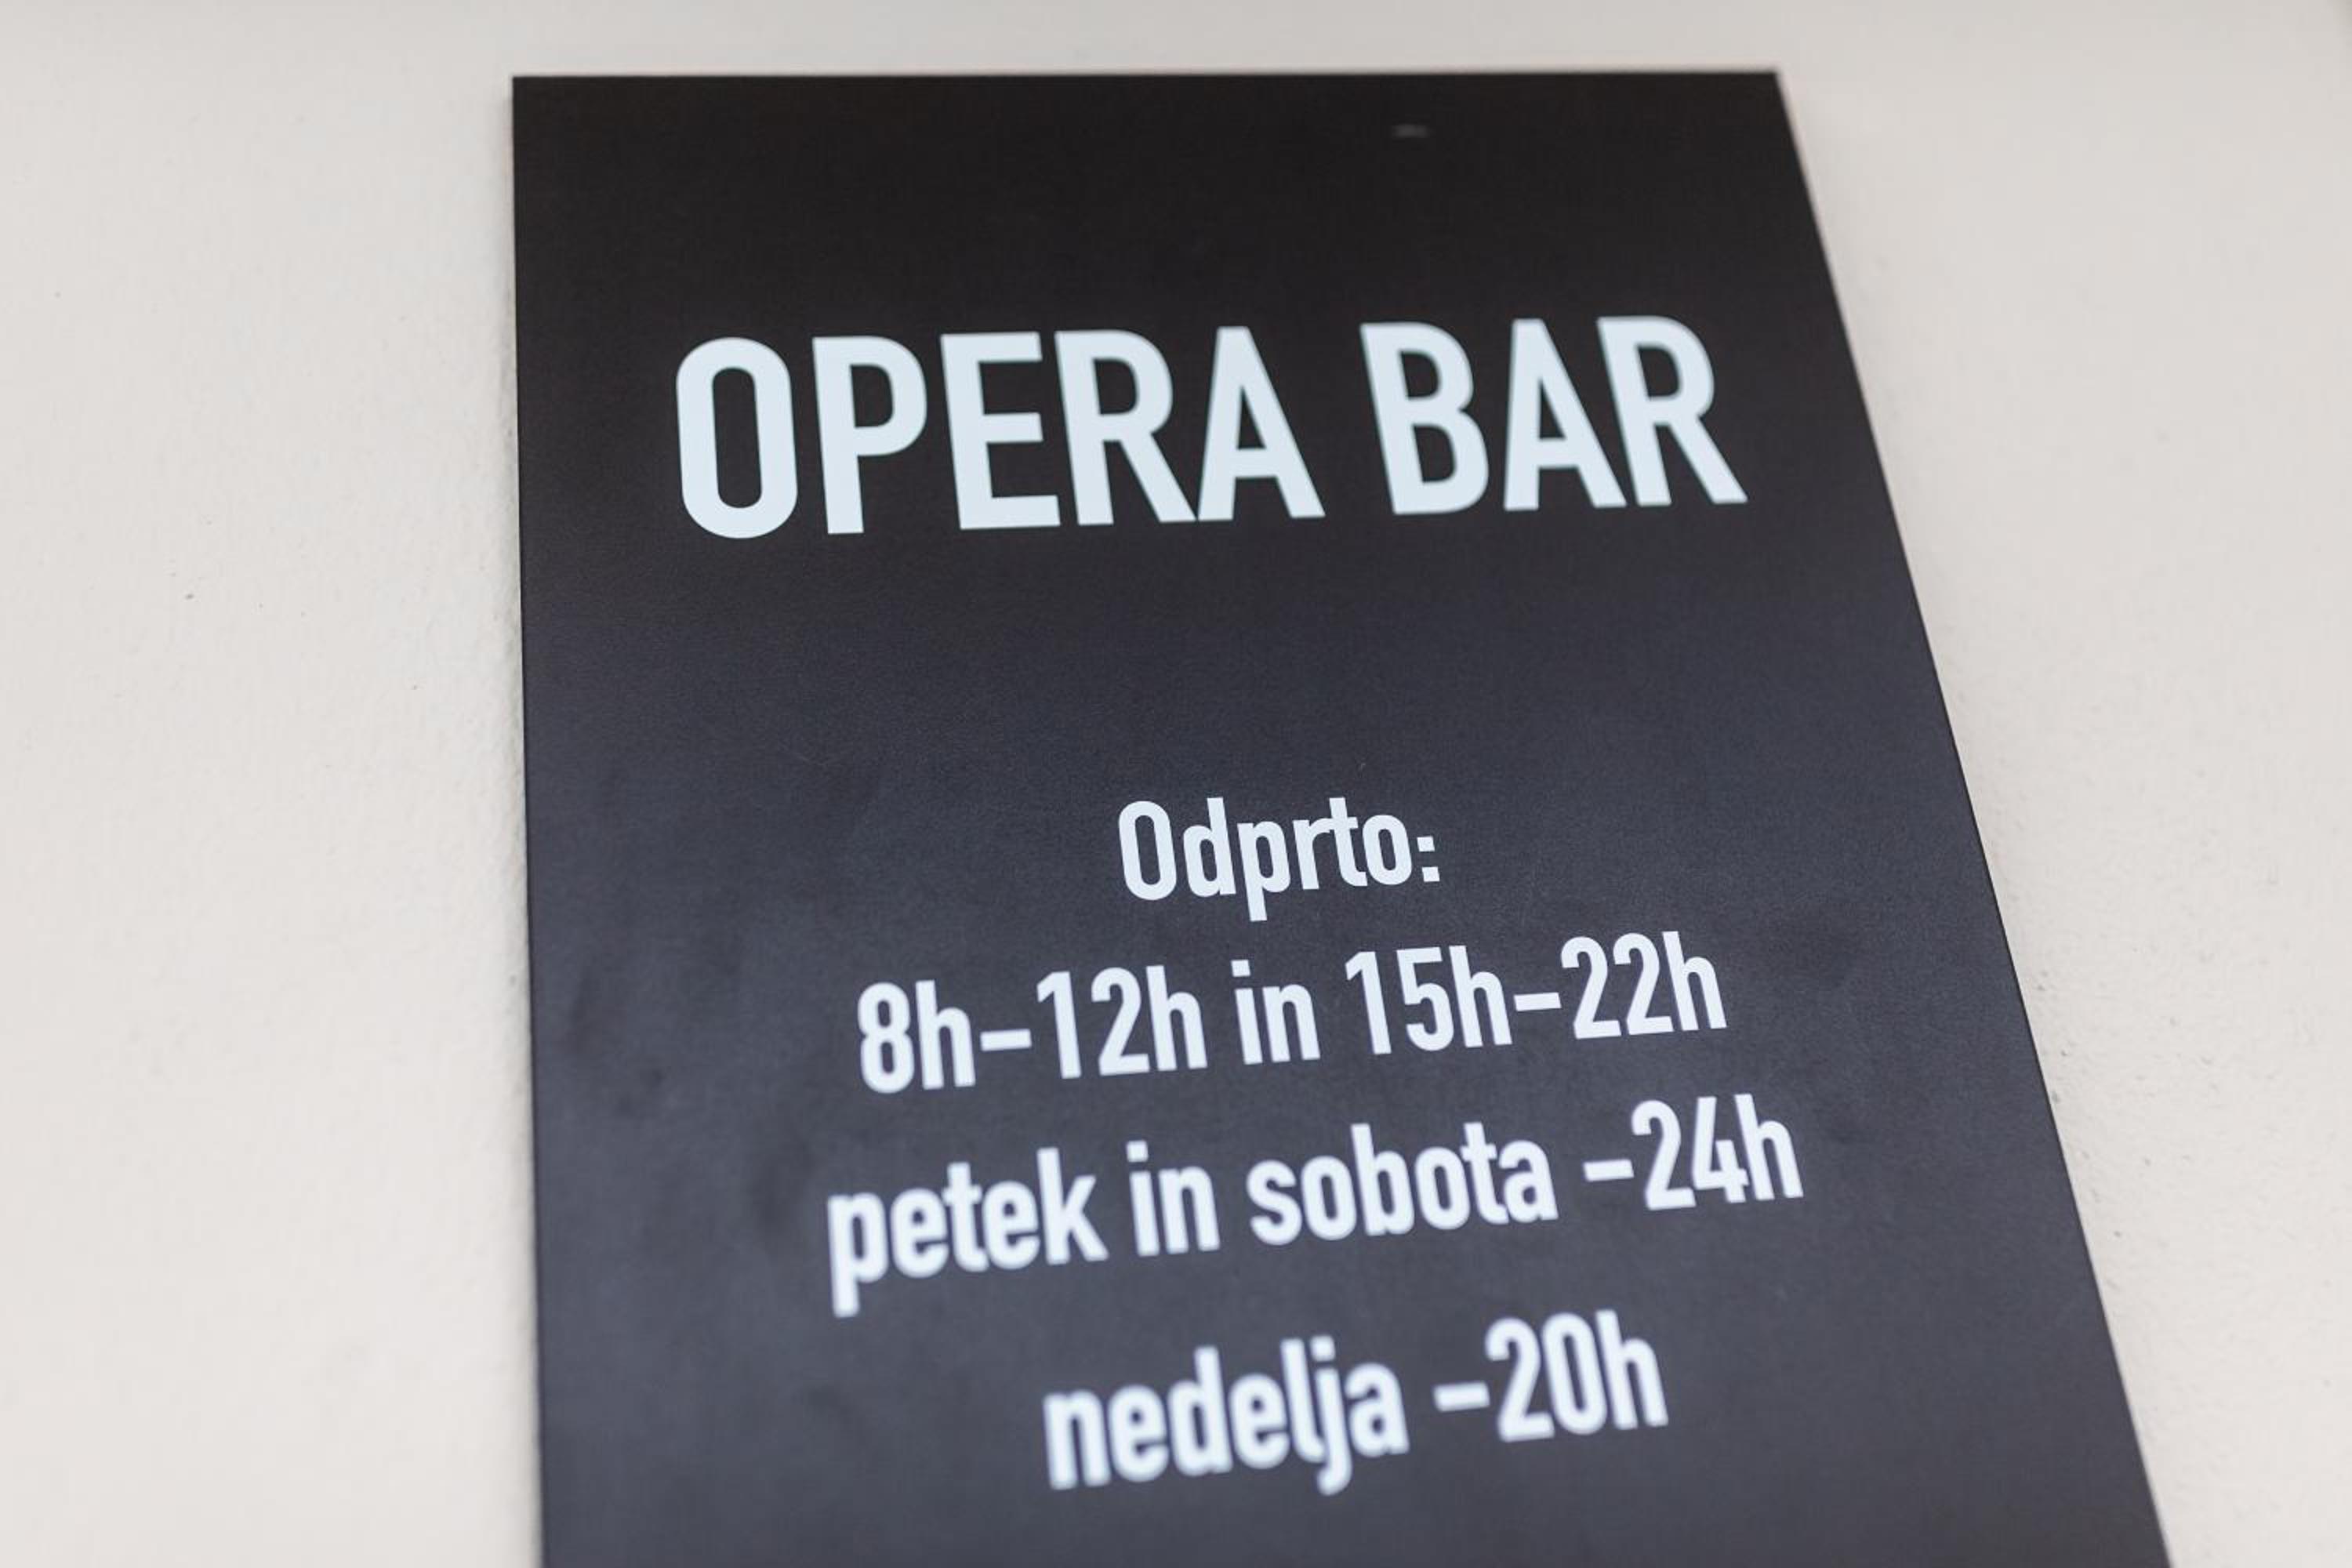 OPERA BAR
Odprto:
8h–12h in 15h–22h
petek in sobota –24h
nedelja –20h